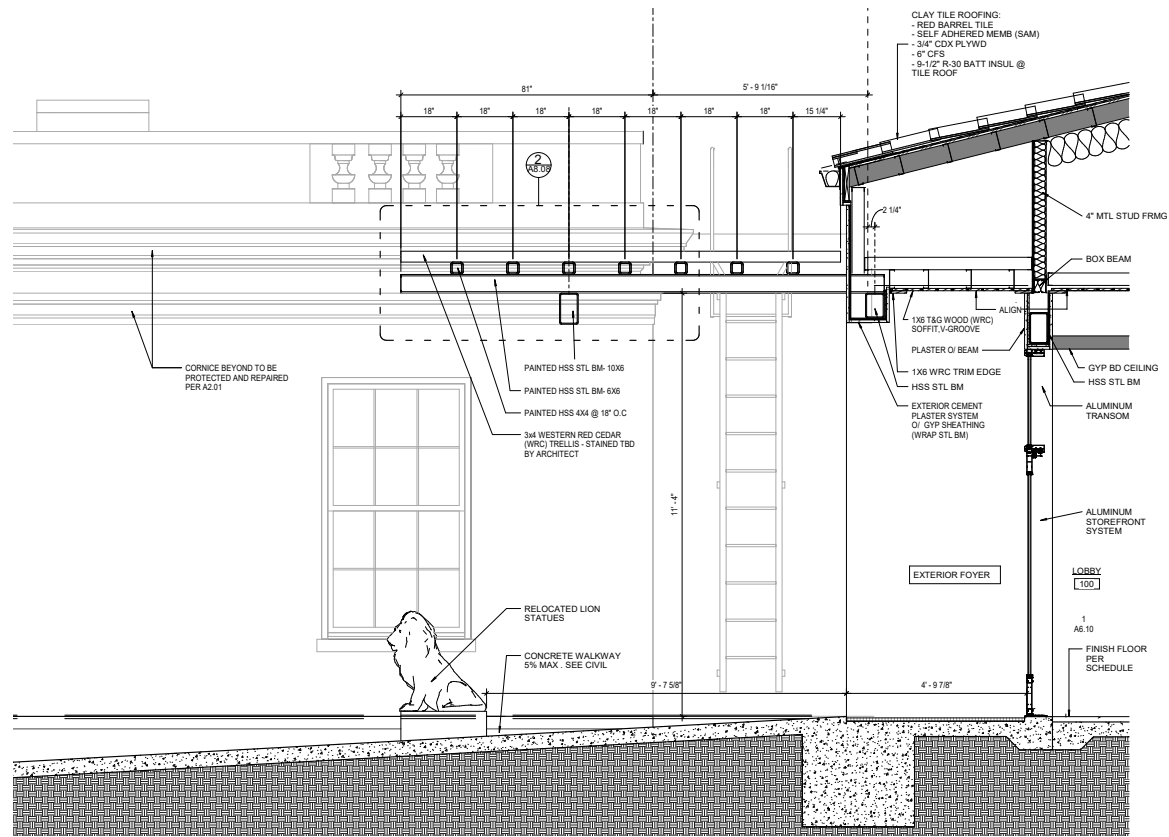 CLAY TILE ROOFING:
- RED BARREL TILE
- SELF ADHERED MEMB (SAM)
- 3/4" CDX PLYWD
- 6" CFS
- 9-1/2" R-30 BATT INSUL @
TILE ROOF
81"
5' - 9 1/16"
18"
18"
18"
18"
18"
18"
18"
15 1/4"
2
A8.08
2 1/4"
4" MTL STUD FRMG
BOX BEAM
ALIGN
1X6 T&G WOOD (WRC)
SOFFIT,V-GROOVE
PLASTER O/ BEAM
1X6 WRC TRIM EDGE
HSS STL BM
EXTERIOR CEMENT
PLASTER SYSTEM
O/ GYP SHEATHING
(WRAP STL BM)
GYP BD CEILING
HSS STL BM
ALUMINUM
TRANSOM
CORNICE BEYOND TO BE
PROTECTED AND REPAIRED
PER A2.01
PAINTED HSS STL BM- 10X6
PAINTED HSS STL BM- 6X6
PAINTED HSS 4X4 @ 18" O.C
3x4 WESTERN RED CEDAR
(WRC) TRELLIS - STAINED TBD
BY ARCHITECT
11' - 4"
ALUMINUM
STOREFRONT
SYSTEM
EXTERIOR FOYER
LOBBY
100
1
A6.10
RELOCATED LION
STATUES
CONCRETE WALKWAY
5% MAX . SEE CIVIL
FINISH FLOOR
PER
SCHEDULE
9' - 7 5/8"
4' - 9 7/8"